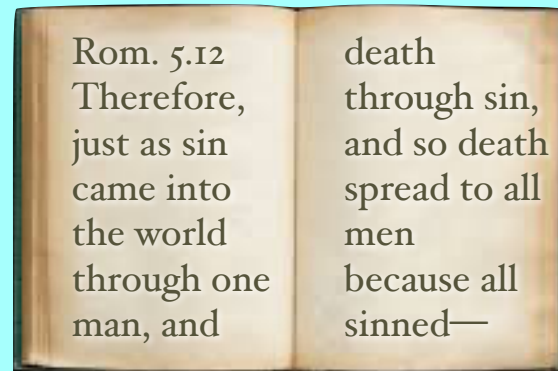 Rom. 5.12
Therefore,
just as sin
came into
the world
through one
man, and
death
through sin,
and so death
spread to all
men
because all
sinned—